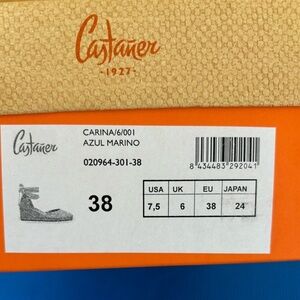 Castañer
-1927-
Castañer
CARINA/6/001
AZUL MARINO
020964-301-38
8 434483 292041
38
USA UK EU JAPAN
7,5 6 38 24